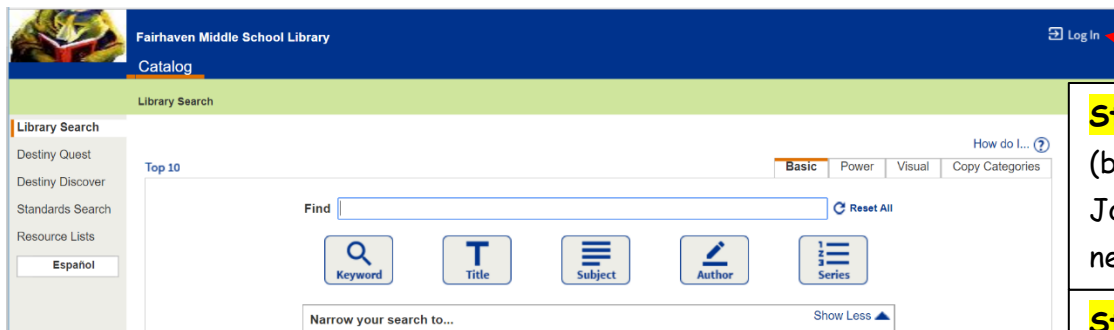 Fairhaven Middle School Library
Log In
Catalog
Library Search
Library Search
How do I... ?
Destiny Quest
Top 10
Basic Power Visual Copy Categories
Destiny Discover
Standards Search
Find Reset All
Resource Lists
Español
Keyword Title Subject Author Series
Narrow your search to... Show Less